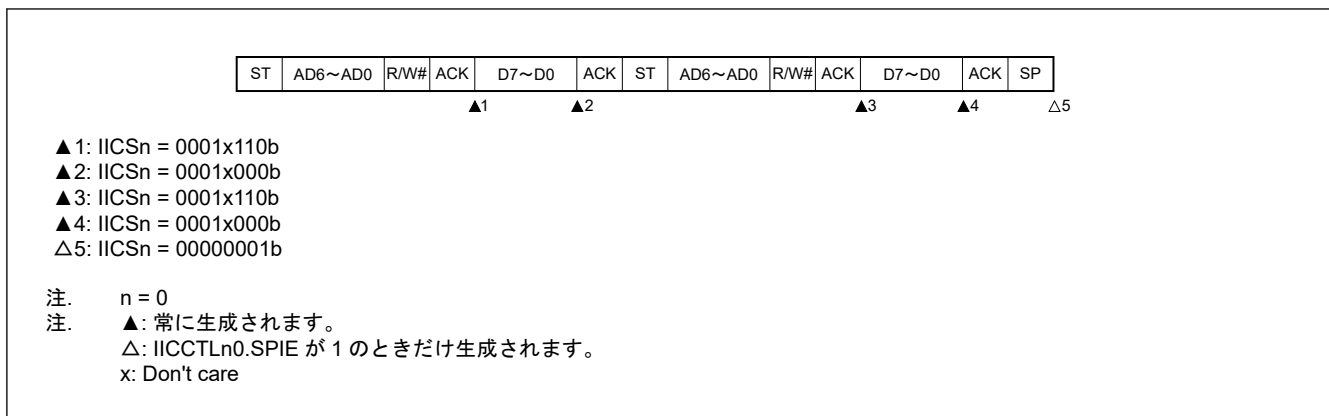 ST AD6～AD0 R/W# ACK D7～D0 ACK ST AD6～AD0 R/W# ACK D7～D0 ACK SP
▲1 ▲2 ▲3 ▲4 △5
▲1: IICSn = 0001x110b
▲2: IICSn = 0001x000b
▲3: IICSn = 0001x110b
▲4: IICSn = 0001x000b
△5: IICSn = 00000001b
注. n = 0
注. ▲: 常に生成されます。
△: IICCTLn0.SPIE が 1 のときだけ生成されます。
x: Don't care